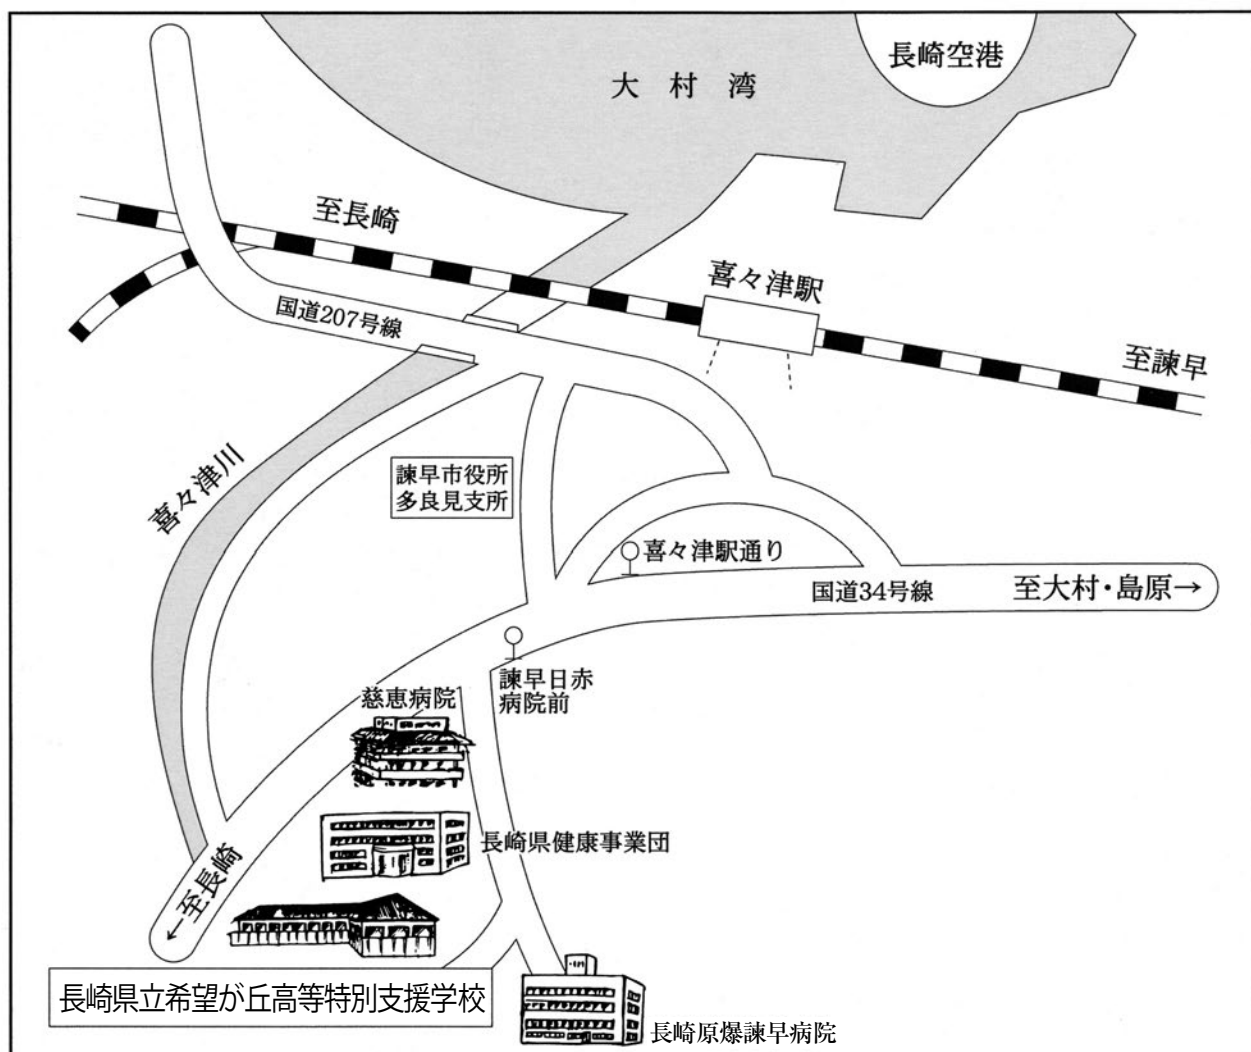 長崎空港
大村湾
至長崎
喜々津駅
国道207号線
至諫早
喜々津川
諫早市役所
多良見支所
喜々津駅通り
国道34号線
至大村・島原→
諫早日赤
病院前
慈恵病院
長崎県健康事業団
←至長崎
長崎県立希望が丘高等特別支援学校
長崎原爆諫早病院